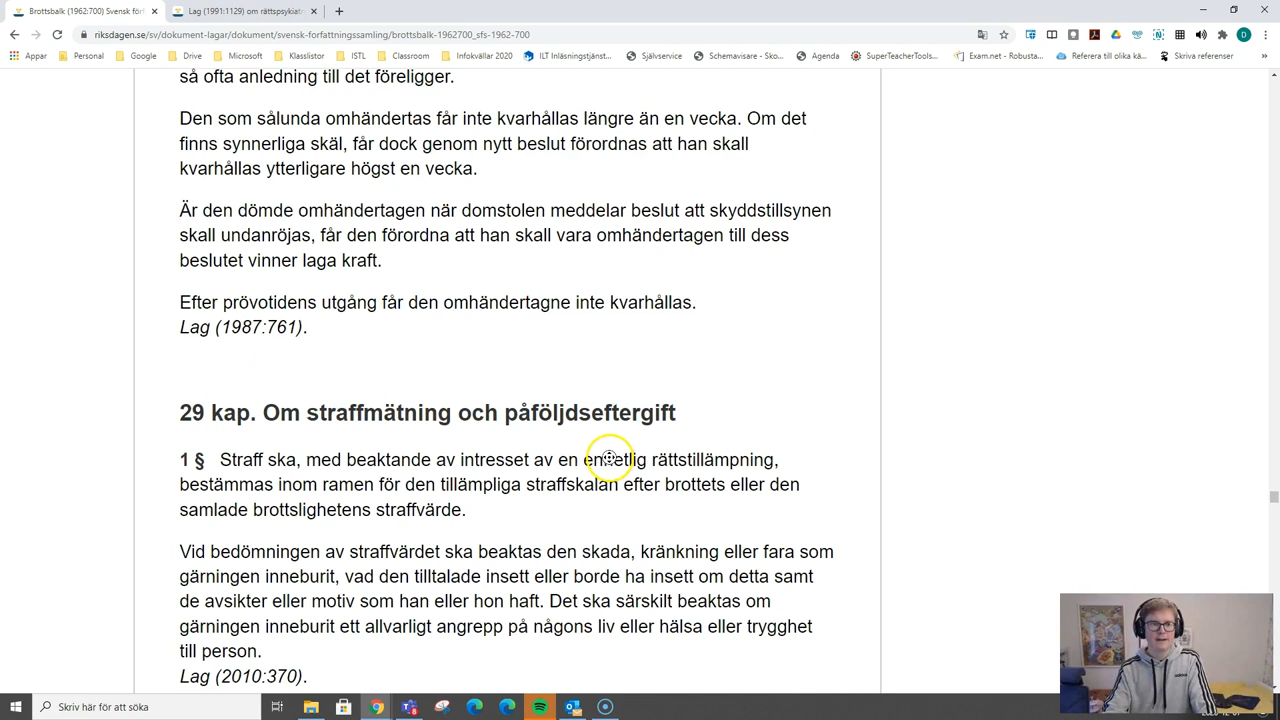 Brottsbalk (1962:700) Svensk förf
Lag (1991:1129) om rättspsykiatr
riksdagen.se/sv/dokument-lagar/dokument/svensk-forfattningssamling/brottsbalk-1962700_sfs-1962-700
Appar Personal Google Drive Microsoft Klasslistor ISTL Classroom Infokvällar 2020 ILT Inläsningstjänst... Självservice Schemavisare - Sko... Agenda SuperTeacherTools... Exam.net - Robusta... Referera till olika kä... Skriva referenser »
så ofta anledning till det föreligger.
Den som sålunda omhändertas får inte kvarhållas längre än en vecka. Om det
finns synnerliga skäl, får dock genom nytt beslut förordnas att han skall
kvarhållas ytterligare högst en vecka.
Är den dömde omhändertagen när domstolen meddelar beslut att skyddstillsynen
skall undanröjas, får den förordna att han skall vara omhändertagen till dess
beslutet vinner laga kraft.
Efter prövotidens utgång får den omhändertagne inte kvarhållas.
Lag (1987:761).
29 kap. Om straffmätning och påföljdseftergift
1 § Straff ska, med beaktande av intresset av en enhetlig rättstillämpning,
bestämmas inom ramen för den tillämpliga straffskalan efter brottets eller den
samlade brottslighetens straffvärde.
Vid bedömningen av straffvärdet ska beaktas den skada, kränkning eller fara som
gärningen inneburit, vad den tilltalade insett eller borde ha insett om detta samt
de avsikter eller motiv som han eller hon haft. Det ska särskilt beaktas om
gärningen inneburit ett allvarligt angrepp på någons liv eller hälsa eller trygghet
till person.
Lag (2010:370).
Skriv här för att söka